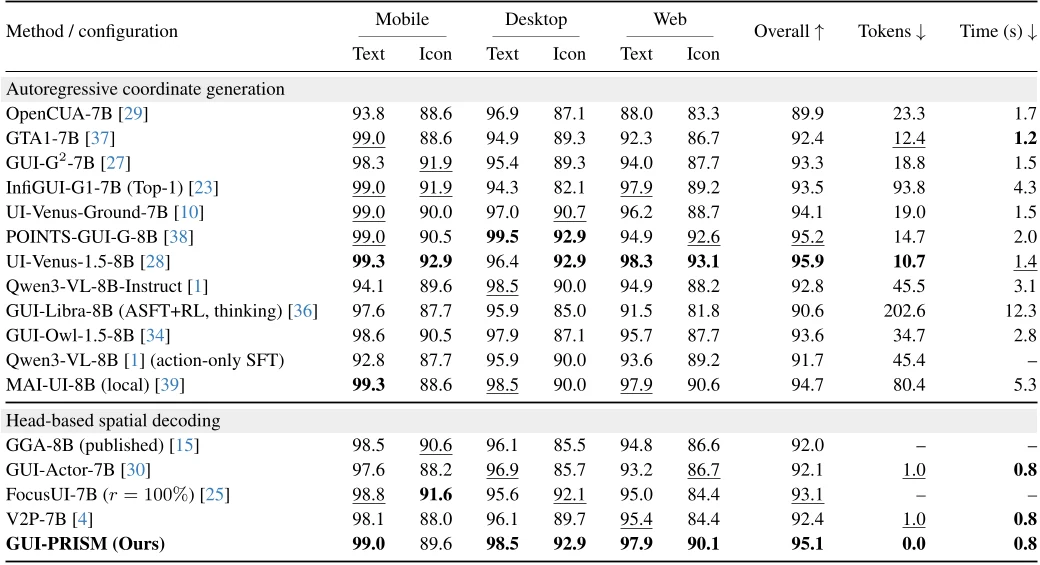 Method / configuration Mobile Desktop Web Overall ↑ Tokens ↓ Time (s) ↓
Text Icon Text Icon Text Icon
Autoregressive coordinate generation
OpenCUA-7B [29] 93.8 88.6 96.9 87.1 88.0 83.3 89.9 23.3 1.7
GTA1-7B [37] 99.0 88.6 94.9 89.3 92.3 86.7 92.4 12.4 1.2
GUI-G²-7B [27] 98.3 91.9 95.4 89.3 94.0 87.7 93.3 18.8 1.5
InfiGUI-G1-7B (Top-1) [23] 99.0 91.9 94.3 82.1 97.9 89.2 93.5 93.8 4.3
UI-Venus-Ground-7B [10] 99.0 90.0 97.0 90.7 96.2 88.7 94.1 19.0 1.5
POINTS-GUI-G-8B [38] 99.0 90.5 99.5 92.9 94.9 92.6 95.2 14.7 2.0
UI-Venus-1.5-8B [28] 99.3 92.9 96.4 92.9 98.3 93.1 95.9 10.7 1.4
Qwen3-VL-8B-Instruct [1] 94.1 89.6 98.5 90.0 94.9 88.2 92.8 45.5 3.1
GUI-Libra-8B (ASFT+RL, thinking) [36] 97.6 87.7 95.9 85.0 91.5 81.8 90.6 202.6 12.3
GUI-Owl-1.5-8B [34] 98.6 90.5 97.9 87.1 95.7 87.7 93.6 34.7 2.8
Qwen3-VL-8B [1] (action-only SFT) 92.8 87.7 95.9 90.0 93.6 89.2 91.7 45.4 –
MAI-UI-8B (local) [39] 99.3 88.6 98.5 90.0 97.9 90.6 94.7 80.4 5.3
Head-based spatial decoding
GGA-8B (published) [15] 98.5 90.6 96.1 85.5 94.8 86.6 92.0 – –
GUI-Actor-7B [30] 97.6 88.2 96.9 85.7 93.2 86.7 92.1 1.0 0.8
FocusUI-7B (r = 100%) [25] 98.8 91.6 95.6 92.1 95.0 84.4 93.1 – –
V2P-7B [4] 98.1 88.0 96.1 89.7 95.4 84.4 92.4 1.0 0.8
GUI-PRISM (Ours) 99.0 89.6 98.5 92.9 97.9 90.1 95.1 0.0 0.8